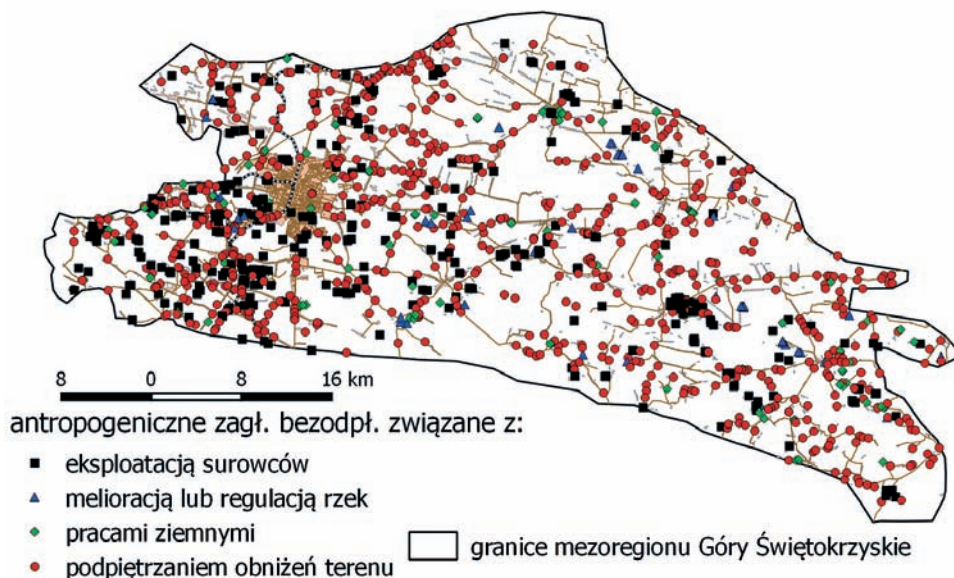 8 0 8 16 km
antropogeniczne zagł. bezodpł. związane z:
eksploatacją surowców
melioracją lub regulacją rzek
pracami ziemnymi
podpiętrzaniem obniżeń terenu
granice mezoregionu Góry Świętokrzyskie